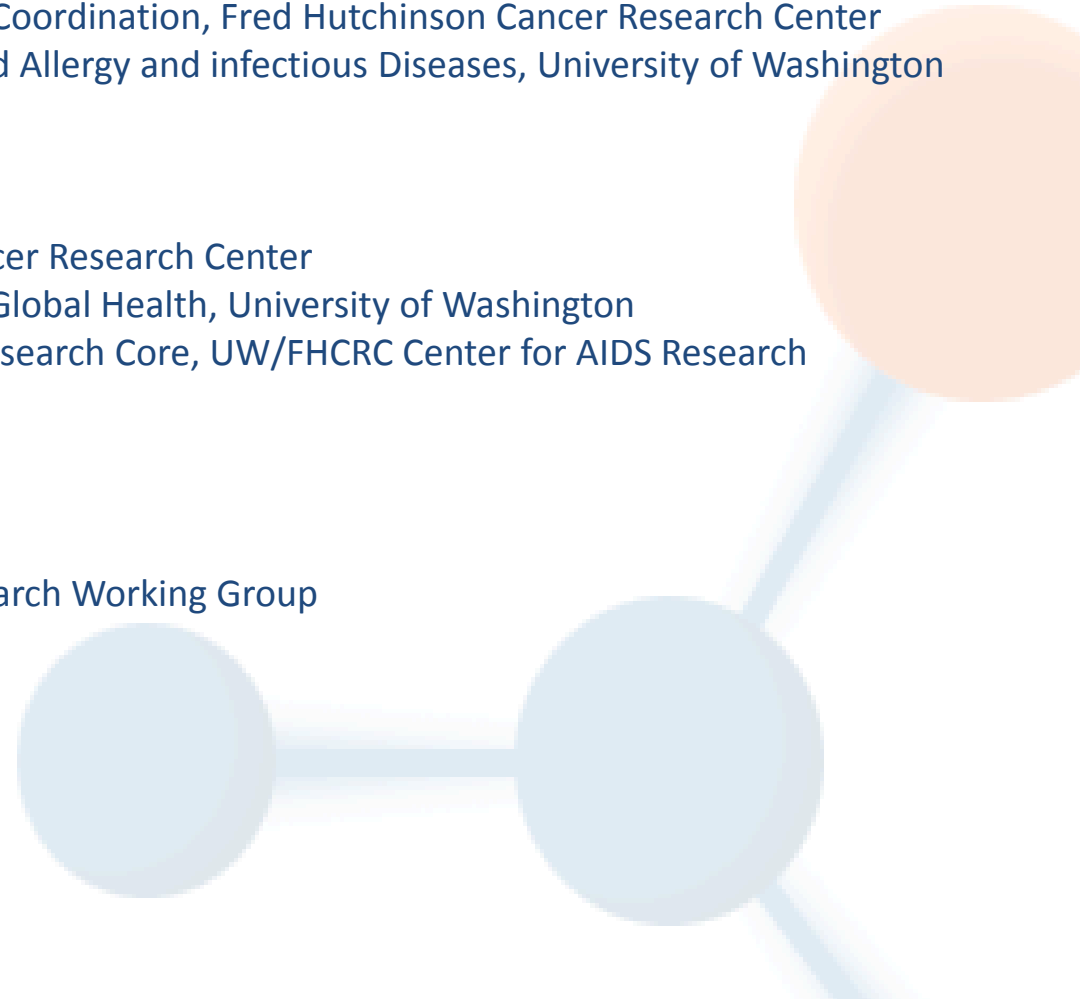 Coordination, Fred Hutchinson Cancer Research Center
d Allergy and infectious Diseases, University of Washington
cer Research Center
Global Health, University of Washington
search Core, UW/FHCRC Center for AIDS Research
arch Working Group